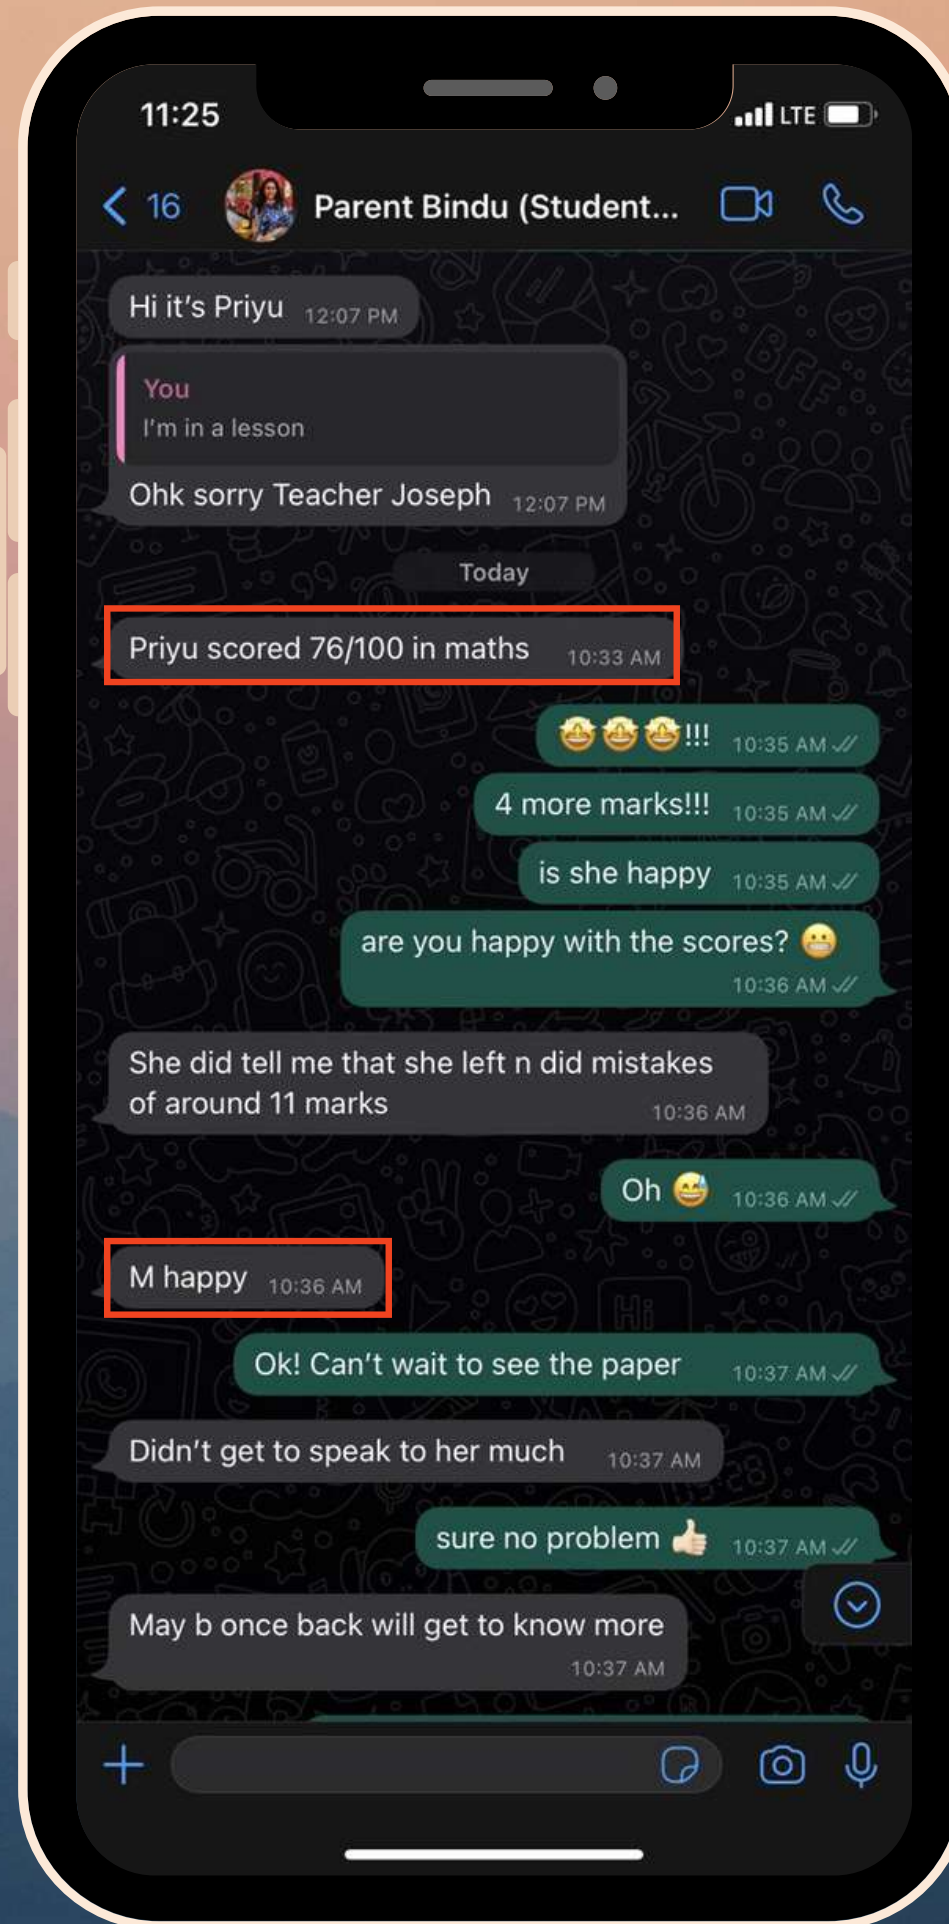 11:25
LTE
16
Parent Bindu (Student...
Hi it's Priyu 12:07 PM
You
I'm in a lesson
Ohk sorry Teacher Joseph 12:07 PM
Today
Priyu scored 76/100 in maths 10:33 AM
🤩🤩🤩!!! 10:35 AM
4 more marks!!! 10:35 AM
is she happy 10:35 AM
are you happy with the scores? 😬
10:36 AM
She did tell me that she left n did mistakes
of around 11 marks 10:36 AM
Oh 😅 10:36 AM
M happy 10:36 AM
Ok! Can't wait to see the paper 10:37 AM
Didn't get to speak to her much 10:37 AM
sure no problem 👍🏻 10:37 AM
May b once back will get to know more
10:37 AM